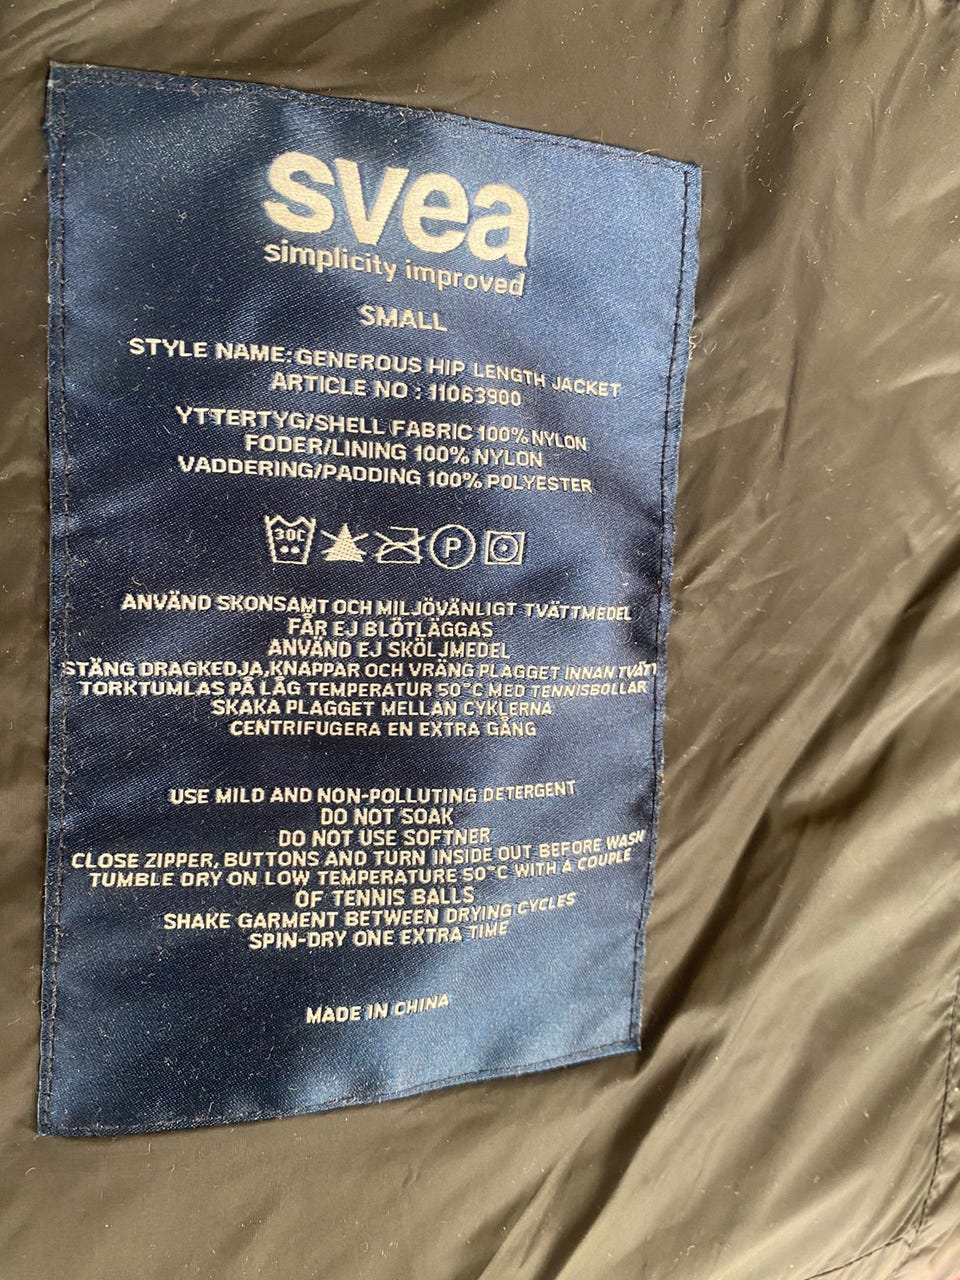 svea
simplicity improved
SMALL
STYLE NAME:GENEROUS HIP LENGTH JACKET
ARTICLE NO : 11063900
YTTERTYG/SHELL FABRIC 100% NYLON
FODER/LINING 100% NYLON
VADDERING/PADDING 100% POLYESTER
30C P
ANVÄND SKONSAMT OCH MILJÖVÄNLIGT TVÄTTMEDEL
FÅR EJ BLÖTLÄGGAS
ANVÄND EJ SKÖLJMEDEL
STÄNG DRAGKEDJA,KNAPPAR OCH VRÄNG PLAGGET INNAN TVÄTT
TORKTUMLAS PÅ LÅG TEMPERATUR 50°C MED TENNISBOLLAR
SKAKA PLAGGET MELLAN CYKLERNA
CENTRIFUGERA EN EXTRA GÅNG
USE MILD AND NON-POLLUTING DETERGENT
DO NOT SOAK
DO NOT USE SOFTNER
CLOSE ZIPPER, BUTTONS AND TURN INSIDE OUT BEFORE WASH
TUMBLE DRY ON LOW TEMPERATURE 50°C WITH A COUPLE
OF TENNIS BALLS
SHAKE GARMENT BETWEEN DRYING CYCLES
SPIN-DRY ONE EXTRA TIME
MADE IN CHINA